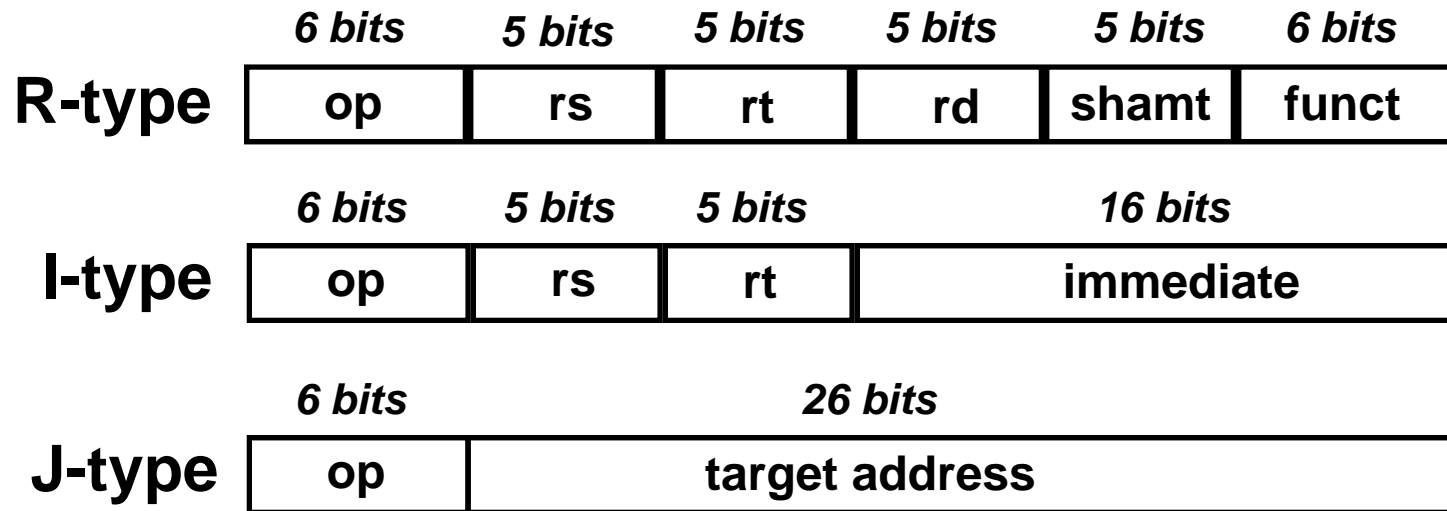 6 bits 5 bits 5 bits 5 bits 5 bits 6 bits
R-type op rs rt rd shamt funct
6 bits 5 bits 5 bits 16 bits
I-type op rs rt immediate
6 bits 26 bits
J-type op target address